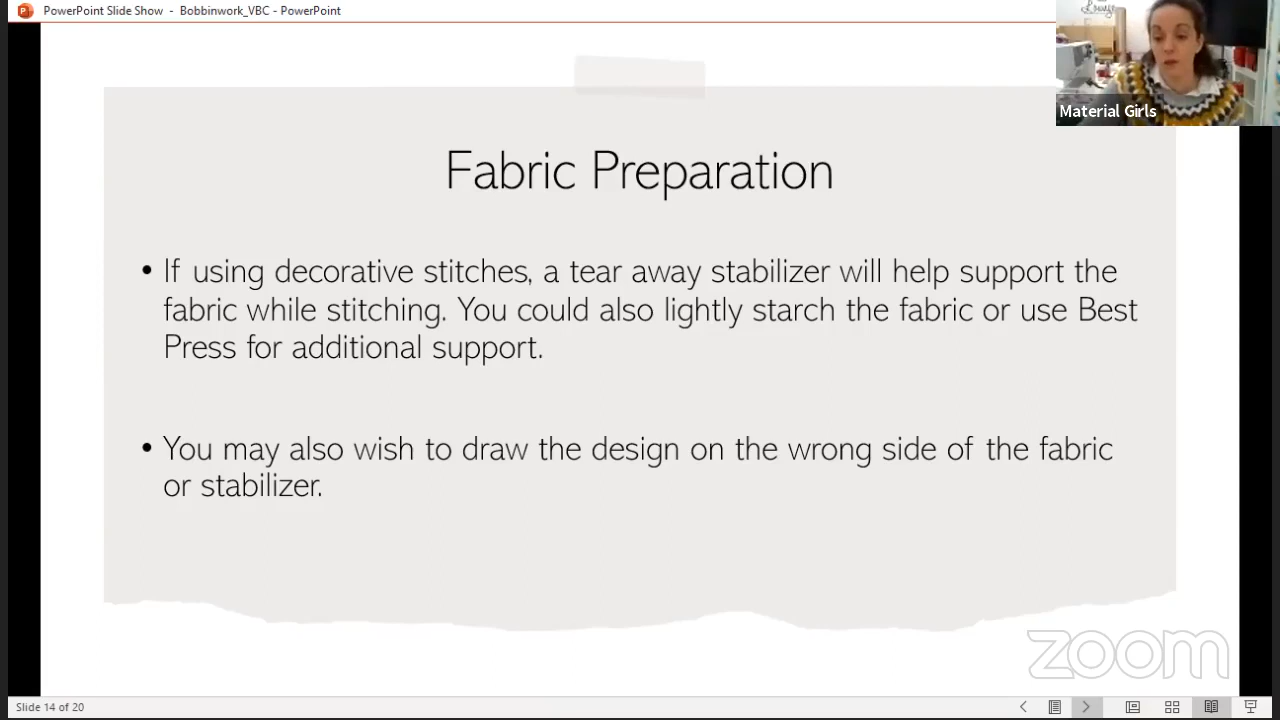 PowerPoint Slide Show - Bobbinwork_VBC - PowerPoint
Lounge
Material Girls
Fabric Preparation
• If using decorative stitches, a tear away stabilizer will help support the
fabric while stitching. You could also lightly starch the fabric or use Best
Press for additional support.
• You may also wish to draw the design on the wrong side of the fabric
or stabilizer.
zoom
Slide 14 of 20